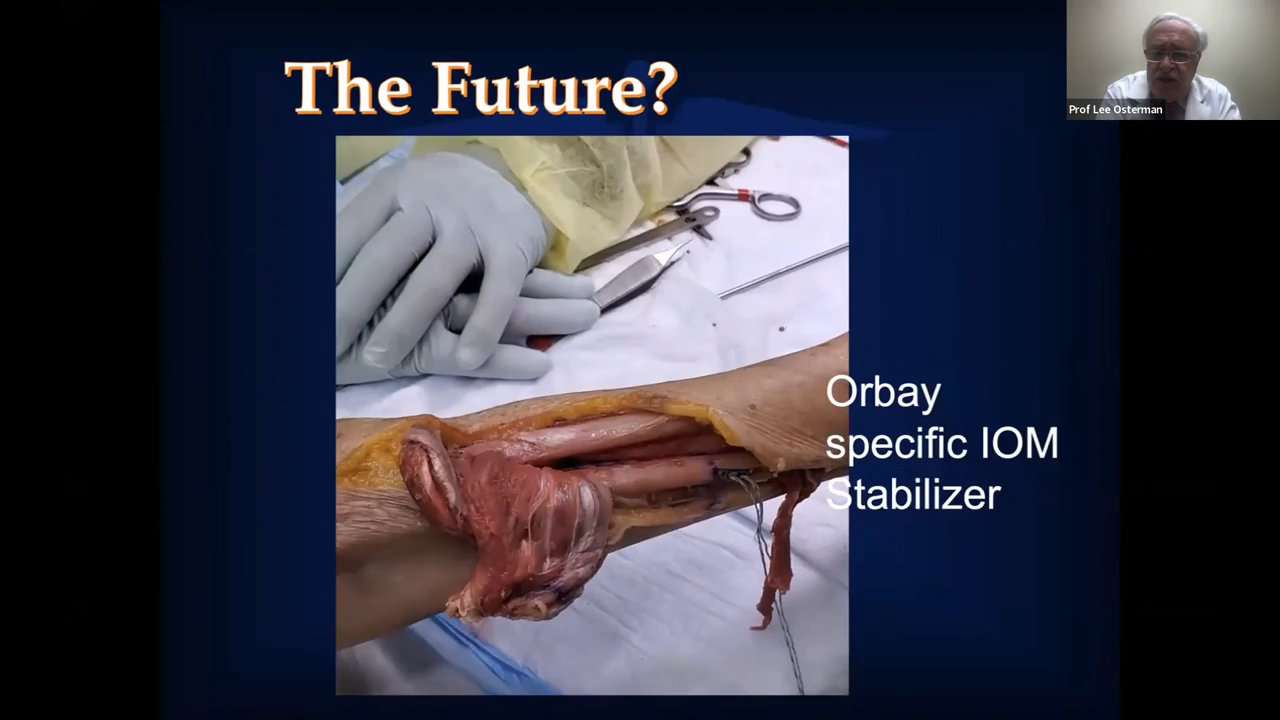 The Future?
Prof Lee Osterman
Orbay
specific IOM
Stabilizer